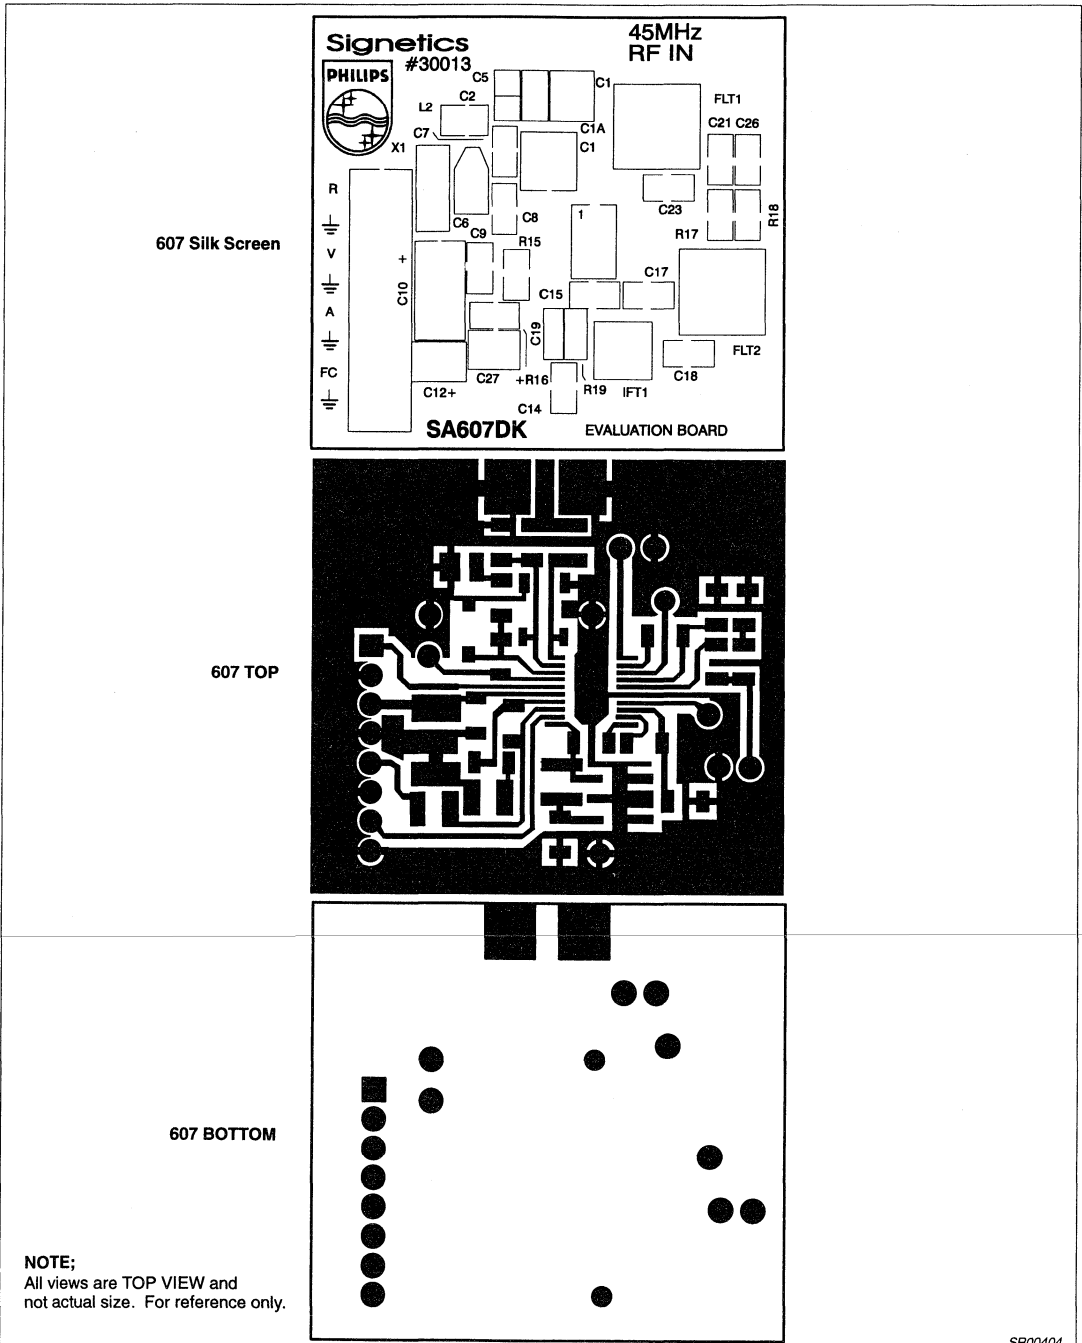 Signetics
#30013
PHILIPS
45MHz
RF IN
C5
C1
FLT1
L2
C2
C21 C26
C7
C1A
X1
C1
R
C23
R18
C6
C8
R17
607 Silk Screen
C9
R15
1
V
+
C10
C15
C17
A
C19
FLT2
FC
C12+
C27
+R16
R19
IFT1
C18
C14
SA607DK
EVALUATION BOARD
607 TOP
607 BOTTOM
NOTE;
All views are TOP VIEW and
not actual size. For reference only.
SR00404